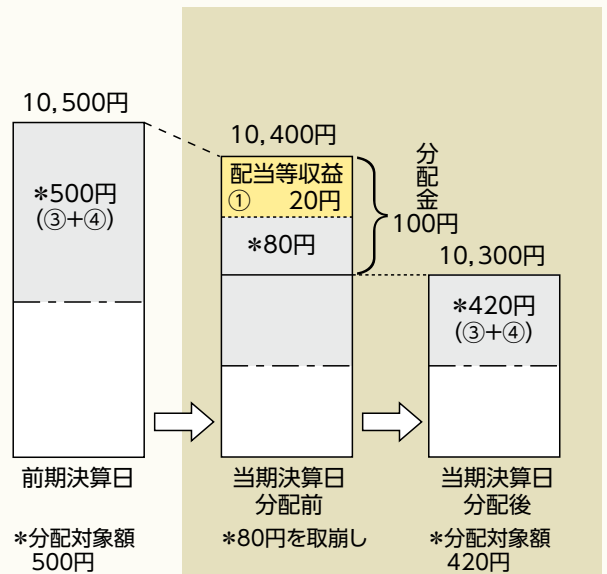 10,500円
＊500円
(③+④)
前期決算日
＊分配対象額
500円
10,400円
配当等収益
① 20円
＊80円
分配金
100円
当期決算日
分配前
＊80円を取崩し
10,300円
＊420円
(③+④)
当期決算日
分配後
＊分配対象額
420円